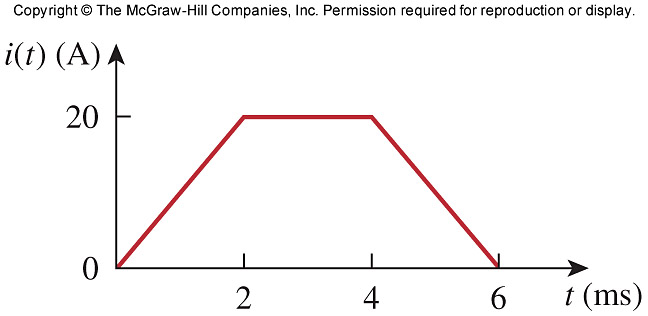 Copyright © The McGraw-Hill Companies, Inc. Permission required for reproduction or display.
i(t) (A)
20
0
2 4 6 t (ms)